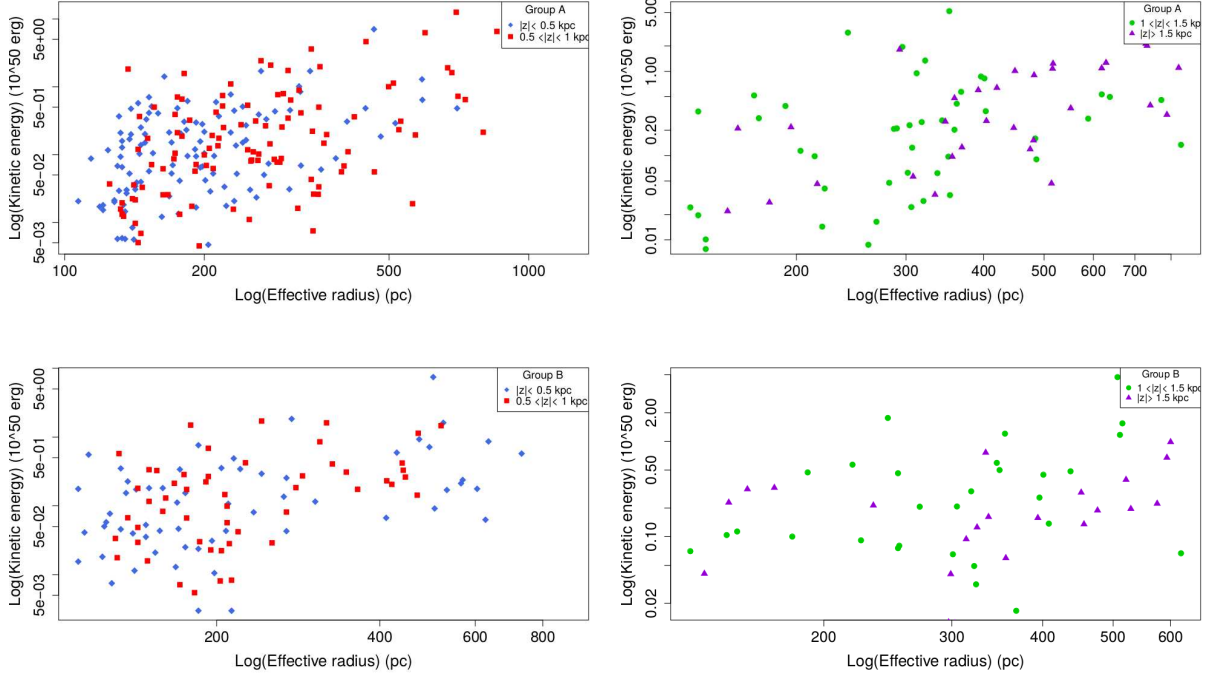 Group A
|z|< 0.5 kpc
0.5 <|z|< 1 kpc
5e+00
5e-01
5e-02
5e-03
Log(Kinetic energy) (10^50 erg)
100
200
500
1000
Log(Effective radius) (pc)
Group A
1 <|z|< 1.5 kpc
|z|> 1.5 kpc
5.00
1.00
0.20
0.05
0.01
Log(Kinetic energy) (10^50 erg)
200
300
400
500
600
700
Log(Effective radius) (pc)
Group B
|z|< 0.5 kpc
0.5 <|z|< 1 kpc
5e+00
5e-01
5e-02
5e-03
Log(Kinetic energy) (10^50 erg)
200
400
600
800
Log(Effective radius) (pc)
Group B
1 <|z|< 1.5 kpc
|z|> 1.5 kpc
2.00
0.50
0.10
0.02
Log(Kinetic energy) (10^50 erg)
200
300
400
500
600
Log(Effective radius) (pc)